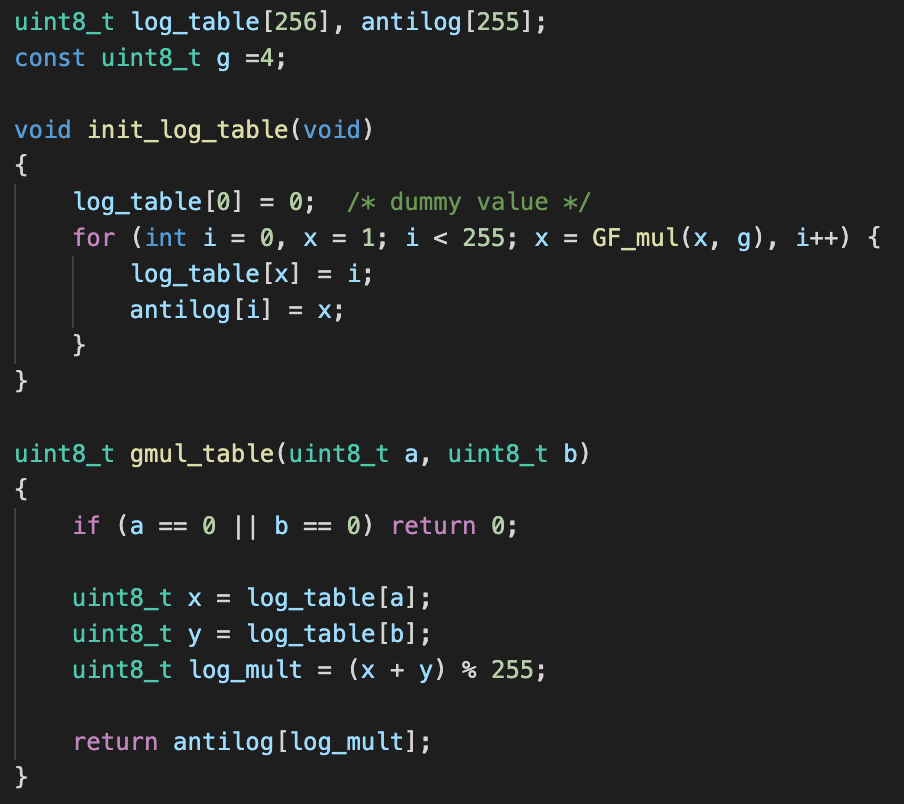 uint8_t log_table[256], antilog[255];
const uint8_t g =4;
void init_log_table(void)
{
log_table[0] = 0;  /* dummy value */
for (int i = 0, x = 1; i < 255; x = GF_mul(x, g), i++) {
log_table[x] = i;
antilog[i] = x;
}
}
uint8_t gmul_table(uint8_t a, uint8_t b)
{
if (a == 0 || b == 0) return 0;
uint8_t x = log_table[a];
uint8_t y = log_table[b];
uint8_t log_mult = (x + y) % 255;
return antilog[log_mult];
}